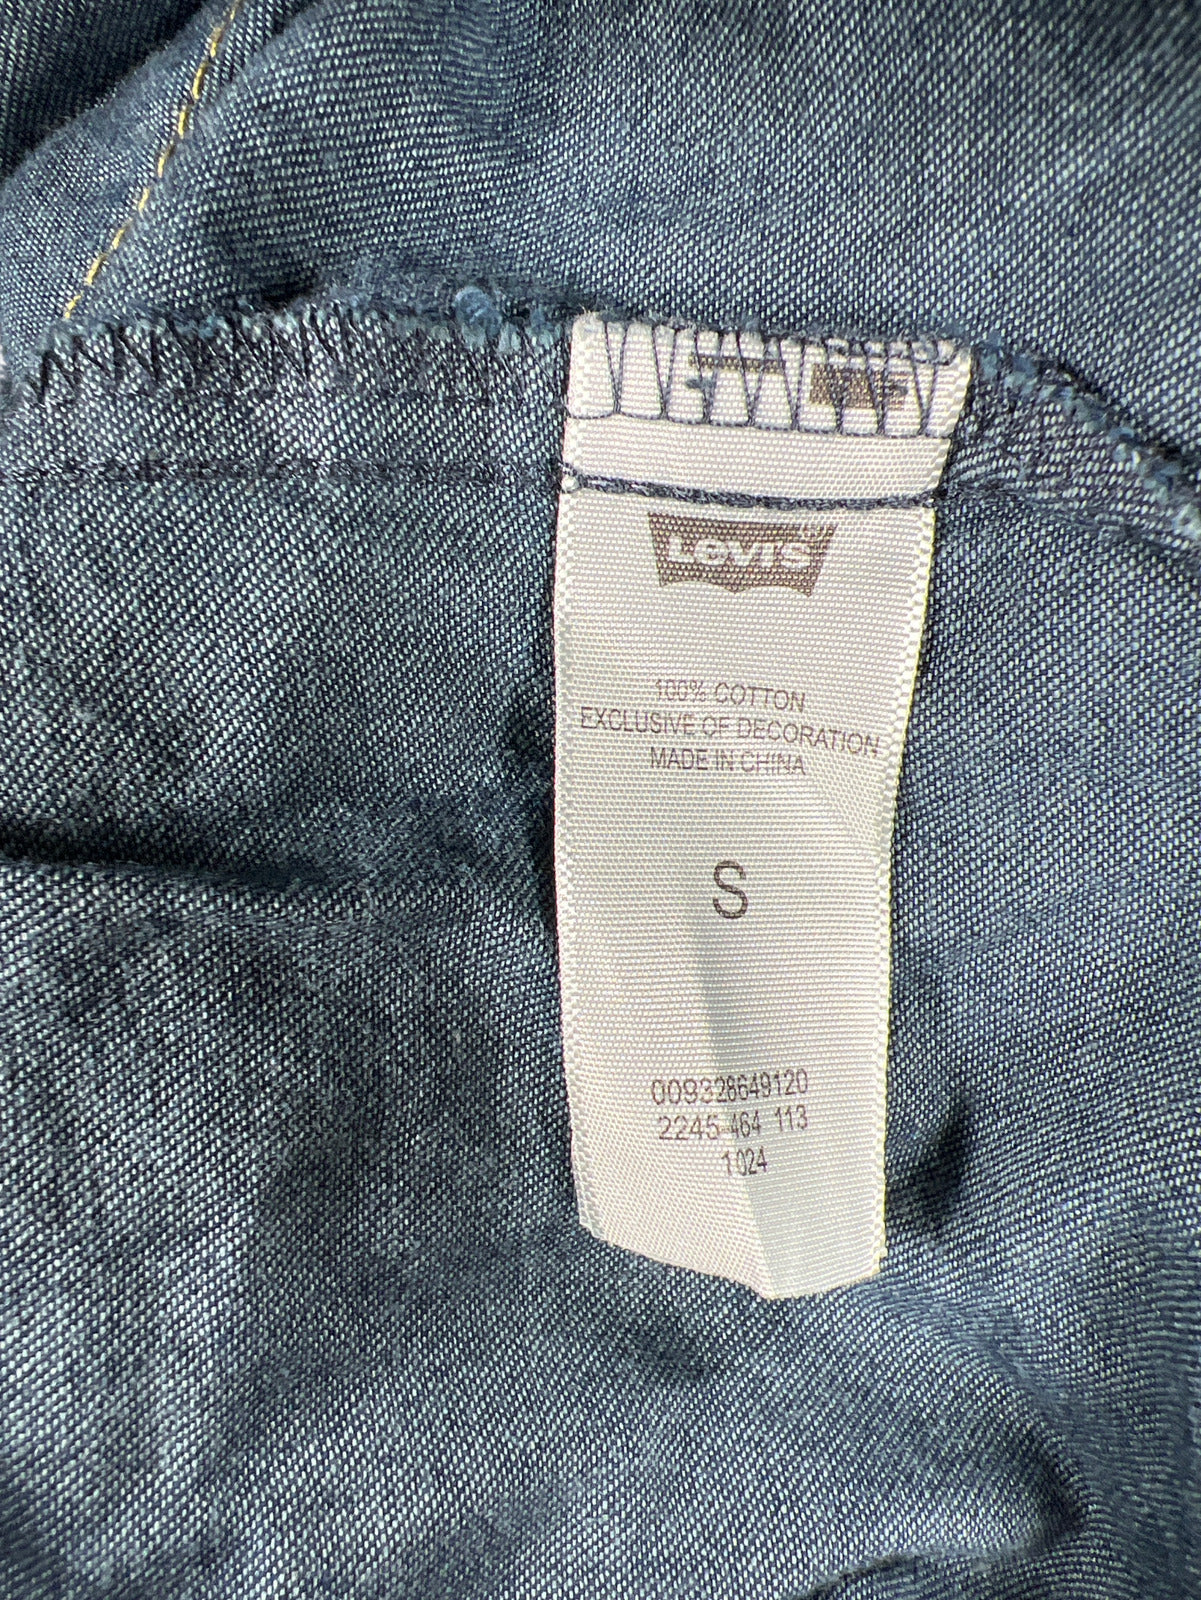 LEVI'S
100% COTTON
EXCLUSIVE OF DECORATION
MADE IN CHINA
S
009328649120
2245-464 113
1024